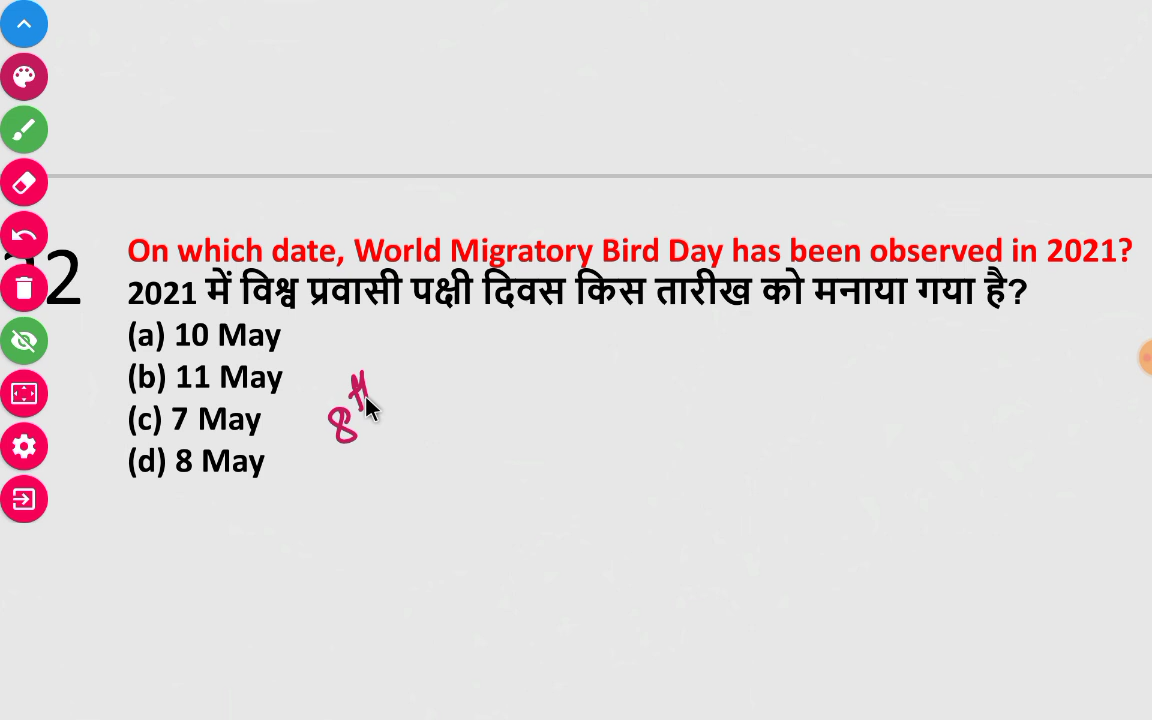 2
On which date, World Migratory Bird Day has been observed in 2021?
2021 में विश्व प्रवासी पक्षी दिवस किस तारीख को मनाया गया है?
(a) 10 May
(b) 11 May
(c) 7 May
(d) 8 May
8th